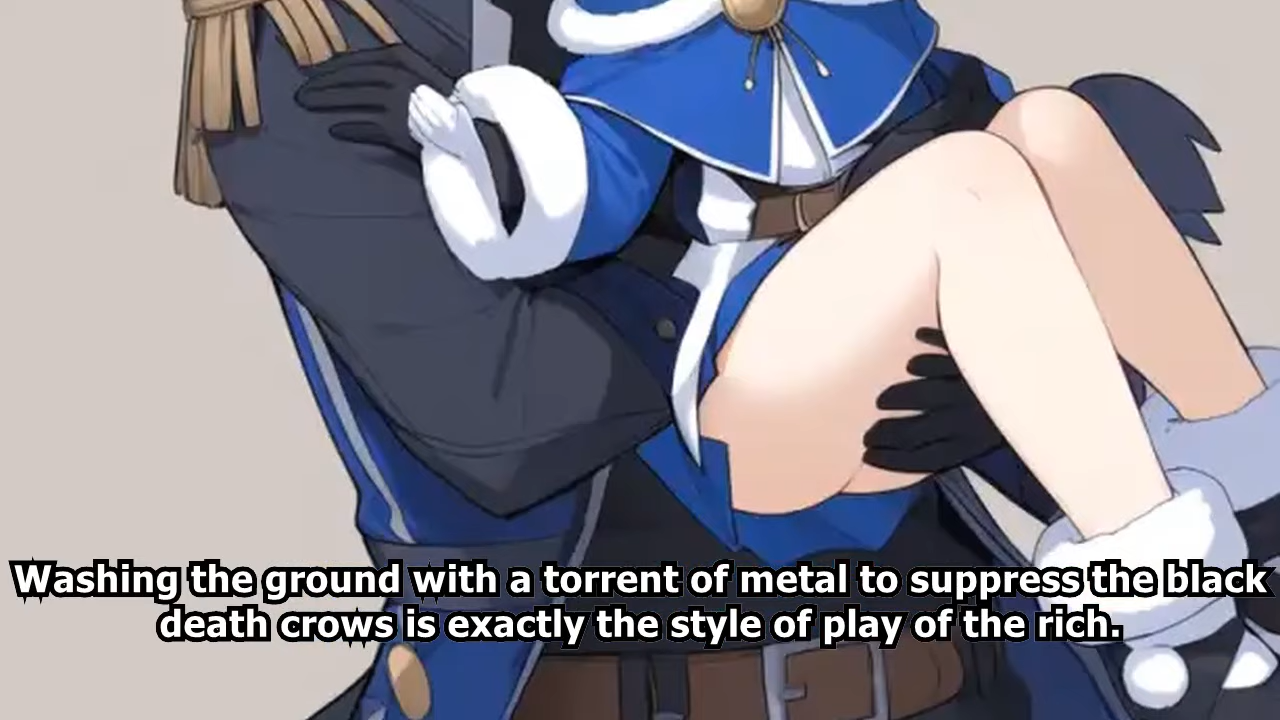 Washing the ground with a torrent of metal to suppress the black
death crows is exactly the style of play of the rich.